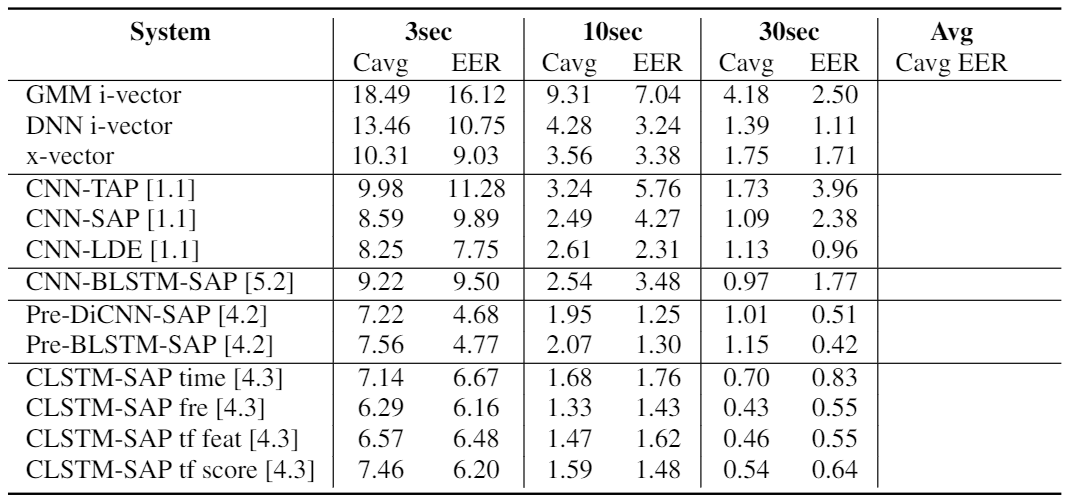 System 3sec 10sec 30sec Avg
Cavg EER Cavg EER Cavg EER Cavg EER
GMM i-vector 18.49 16.12 9.31 7.04 4.18 2.50
DNN i-vector 13.46 10.75 4.28 3.24 1.39 1.11
x-vector 10.31 9.03 3.56 3.38 1.75 1.71
CNN-TAP [1.1] 9.98 11.28 3.24 5.76 1.73 3.96
CNN-SAP [1.1] 8.59 9.89 2.49 4.27 1.09 2.38
CNN-LDE [1.1] 8.25 7.75 2.61 2.31 1.13 0.96
CNN-BLSTM-SAP [5.2] 9.22 9.50 2.54 3.48 0.97 1.77
Pre-DiCNN-SAP [4.2] 7.22 4.68 1.95 1.25 1.01 0.51
Pre-BLSTM-SAP [4.2] 7.56 4.77 2.07 1.30 1.15 0.42
CLSTM-SAP time [4.3] 7.14 6.67 1.68 1.76 0.70 0.83
CLSTM-SAP fre [4.3] 6.29 6.16 1.33 1.43 0.43 0.55
CLSTM-SAP tf feat [4.3] 6.57 6.48 1.47 1.62 0.46 0.55
CLSTM-SAP tf score [4.3] 7.46 6.20 1.59 1.48 0.54 0.64